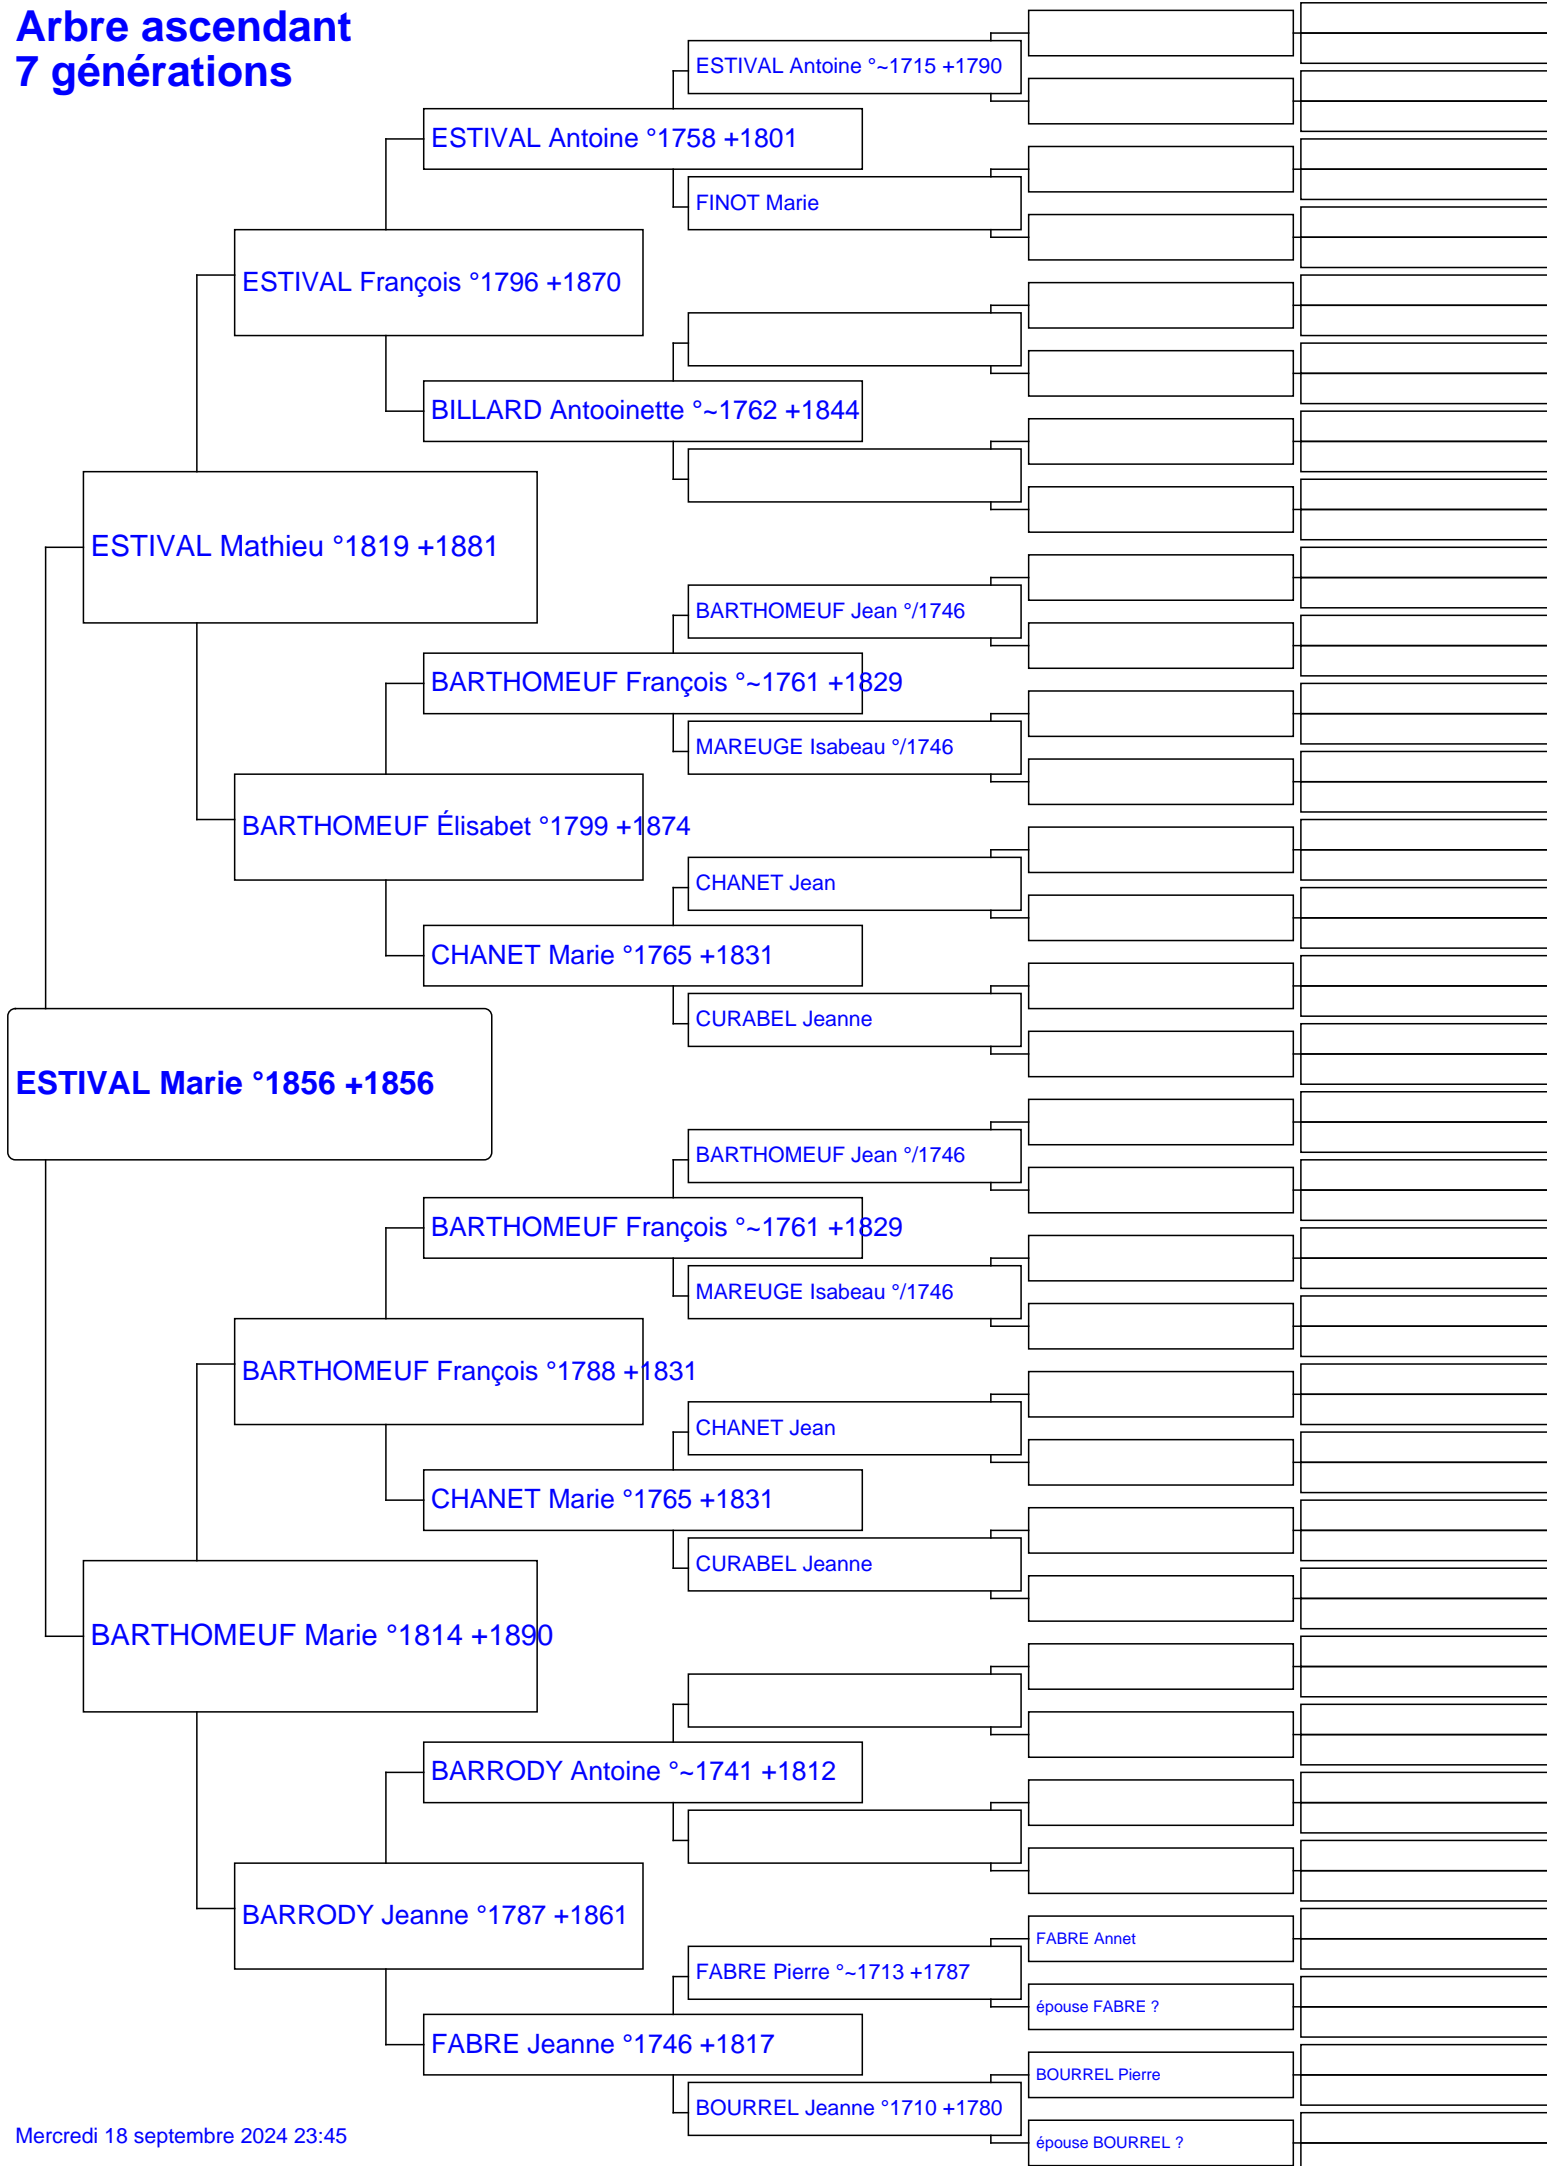 Arbre ascendant
7 générations
ESTIVAL Antoine °~1715 +1790
ESTIVAL Antoine °1758 +1801
FINOT Marie
ESTIVAL François °1796 +1870
BILLARD Antooinette °~1762 +1844
ESTIVAL Mathieu °1819 +1881
BARTHOMEUF Jean °/1746
BARTHOMEUF François °~1761 +1829
MAREUGE Isabeau °/1746
BARTHOMEUF Élisabet °1799 +1874
CHANET Jean
CHANET Marie °1765 +1831
CURABEL Jeanne
ESTIVAL Marie °1856 +1856
BARTHOMEUF Jean °/1746
BARTHOMEUF François °~1761 +1829
MAREUGE Isabeau °/1746
BARTHOMEUF François °1788 +1831
CHANET Jean
CHANET Marie °1765 +1831
CURABEL Jeanne
BARTHOMEUF Marie °1814 +1890
BARRODY Antoine °~1741 +1812
BARRODY Jeanne °1787 +1861
FABRE Annet
FABRE Pierre °~1713 +1787
épouse FABRE ?
FABRE Jeanne °1746 +1817
BOURREL Pierre
BOURREL Jeanne °1710 +1780
épouse BOURREL ?
Mercredi 18 septembre 2024 23:45